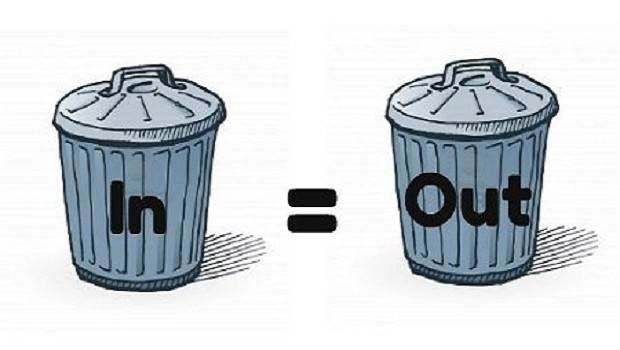 In = Out